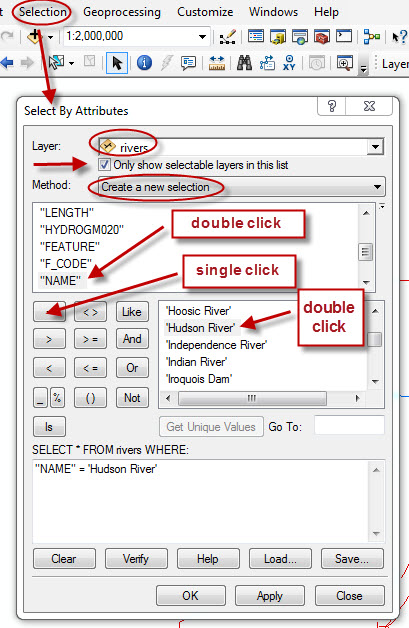 Selection Geoprocessing Customize Windows Help
1:2,000,000
XY
Layer
Select By Attributes
Layer: rivers
Only show selectable layers in this list
Method: Create a new selection
"LENGTH"
"HYDROGM020"
"FEATURE"
"F_CODE"
"NAME"
double click
single click
= < > Like
> > = And
< < = Or
_ % ( ) Not
Is
'Hoosic River'
'Hudson River'
'Independence River'
'Indian River'
'Iroquois Dam'
double
click
Get Unique Values Go To:
SELECT * FROM rivers WHERE:
"NAME" = 'Hudson River'
Clear Verify Help Load... Save...
OK Apply Close